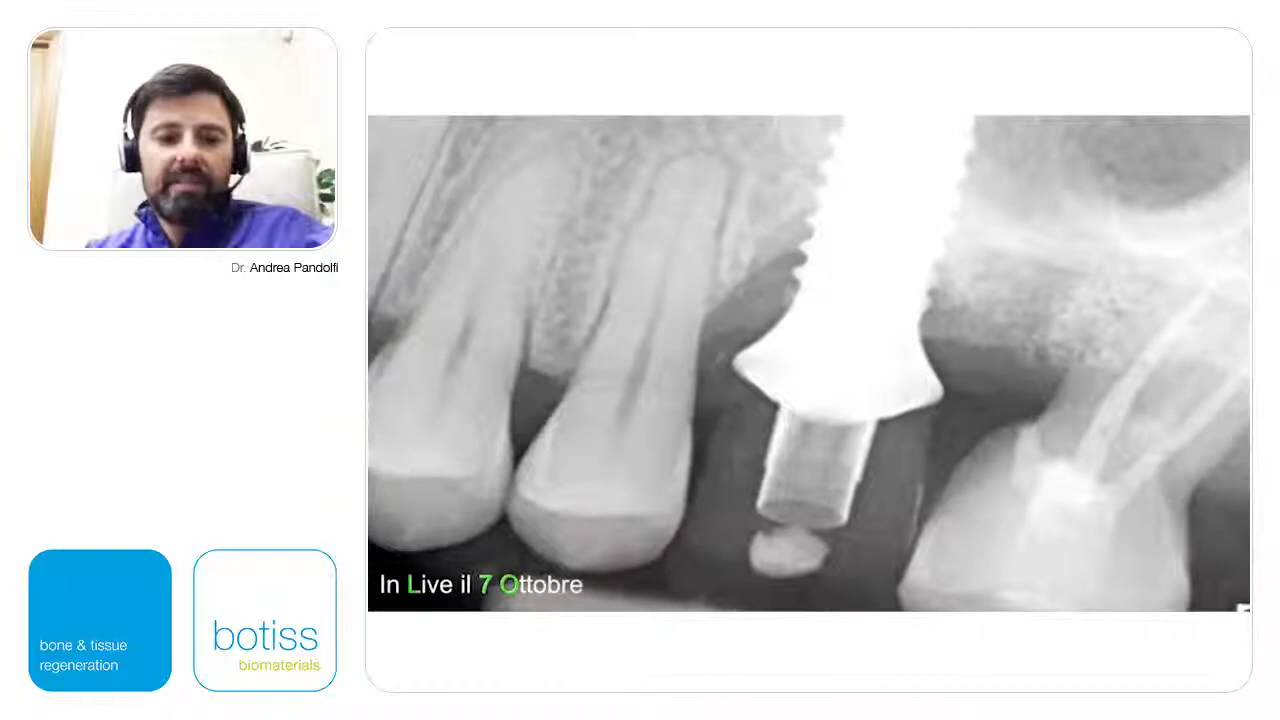 Dr. Andrea Pandolfi
In Live il 7 Ottobre
bone & tissue
regeneration
botiss
biomaterials